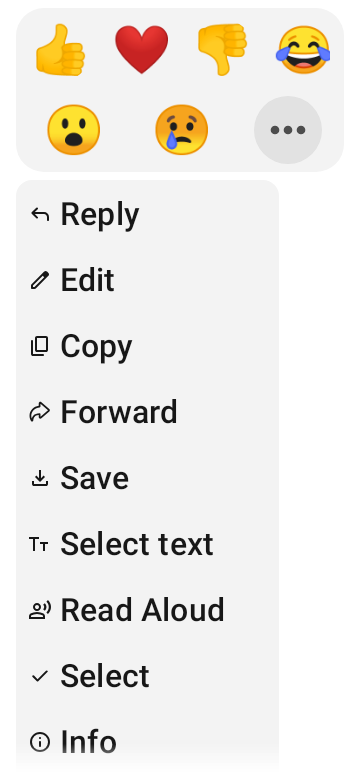 Reply
Edit
Copy
Forward
Save
Select text
Read Aloud
Select
Info